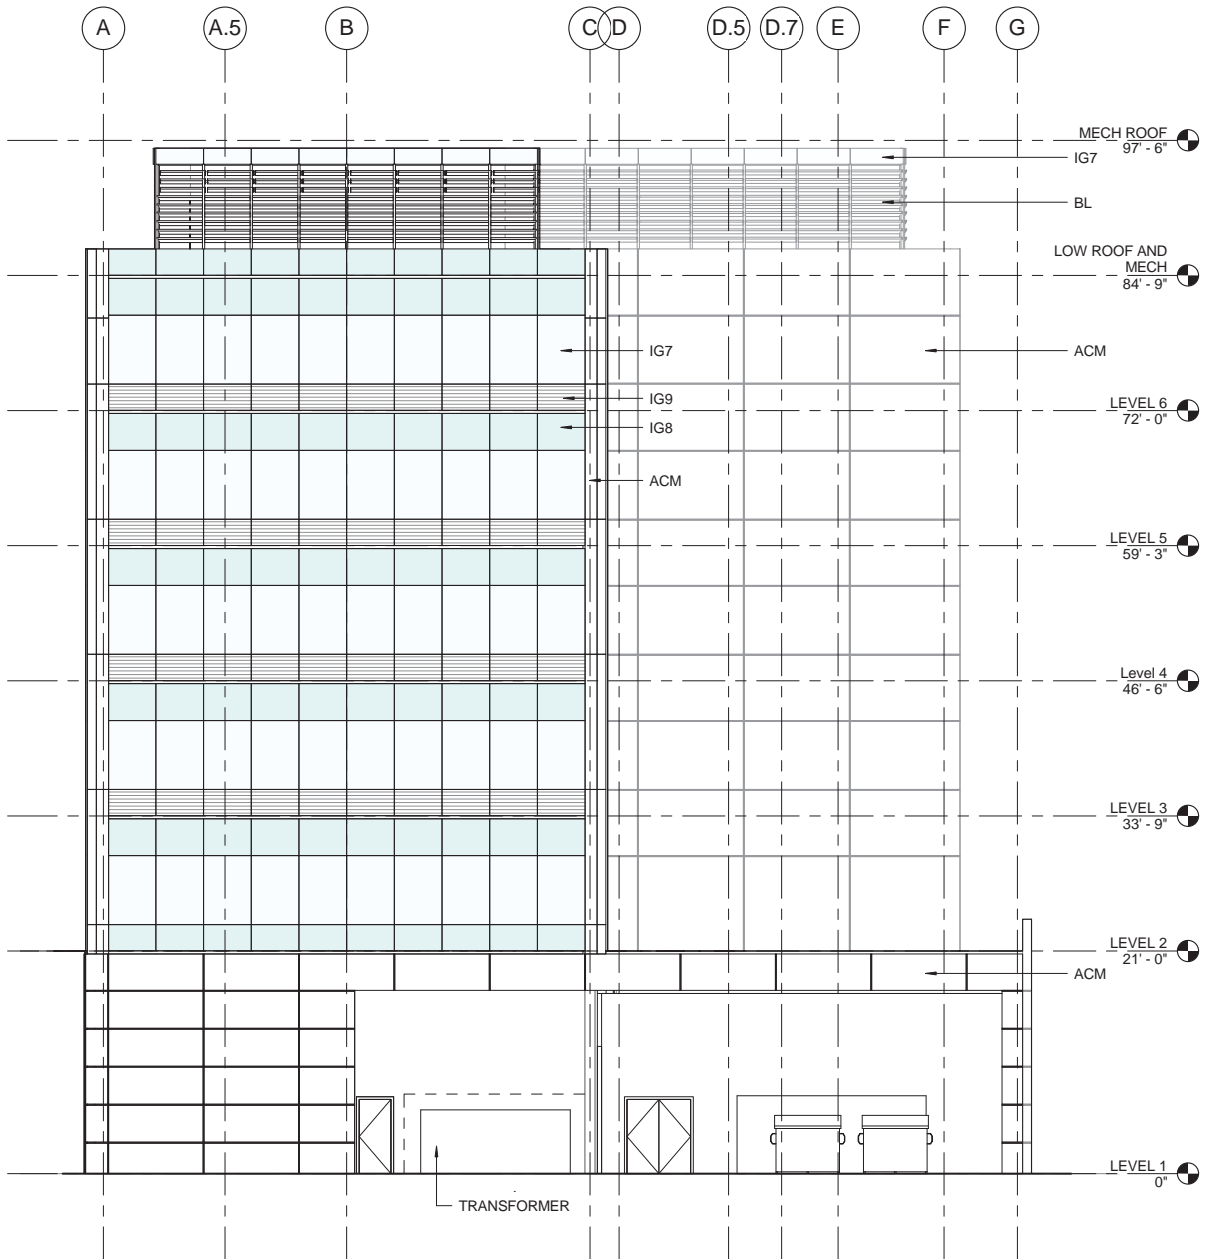 A
A.5
B
C
D
D.5
D.7
E
F
G
MECH ROOF
97' - 6"
IG7
BL
LOW ROOF AND
MECH
84' - 9"
IG7
ACM
IG9
LEVEL 6
72' - 0"
IG8
ACM
LEVEL 5
59' - 3"
Level 4
46' - 6"
LEVEL 3
33' - 9"
LEVEL 2
21' - 0"
ACM
LEVEL 1
0"
TRANSFORMER